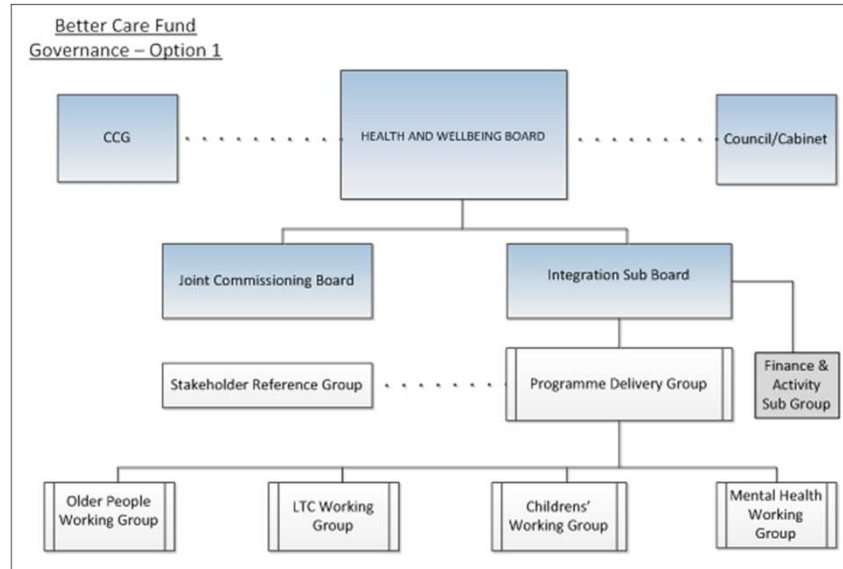 Better Care Fund
Governance – Option 1
CCG
HEALTH AND WELLBEING BOARD
Council/Cabinet
Joint Commissioning Board
Integration Sub Board
Stakeholder Reference Group
Programme Delivery Group
Finance &
Activity
Sub Group
Older People
Working Group
LTC Working
Group
Childrens'
Working Group
Mental Health
Working
Group